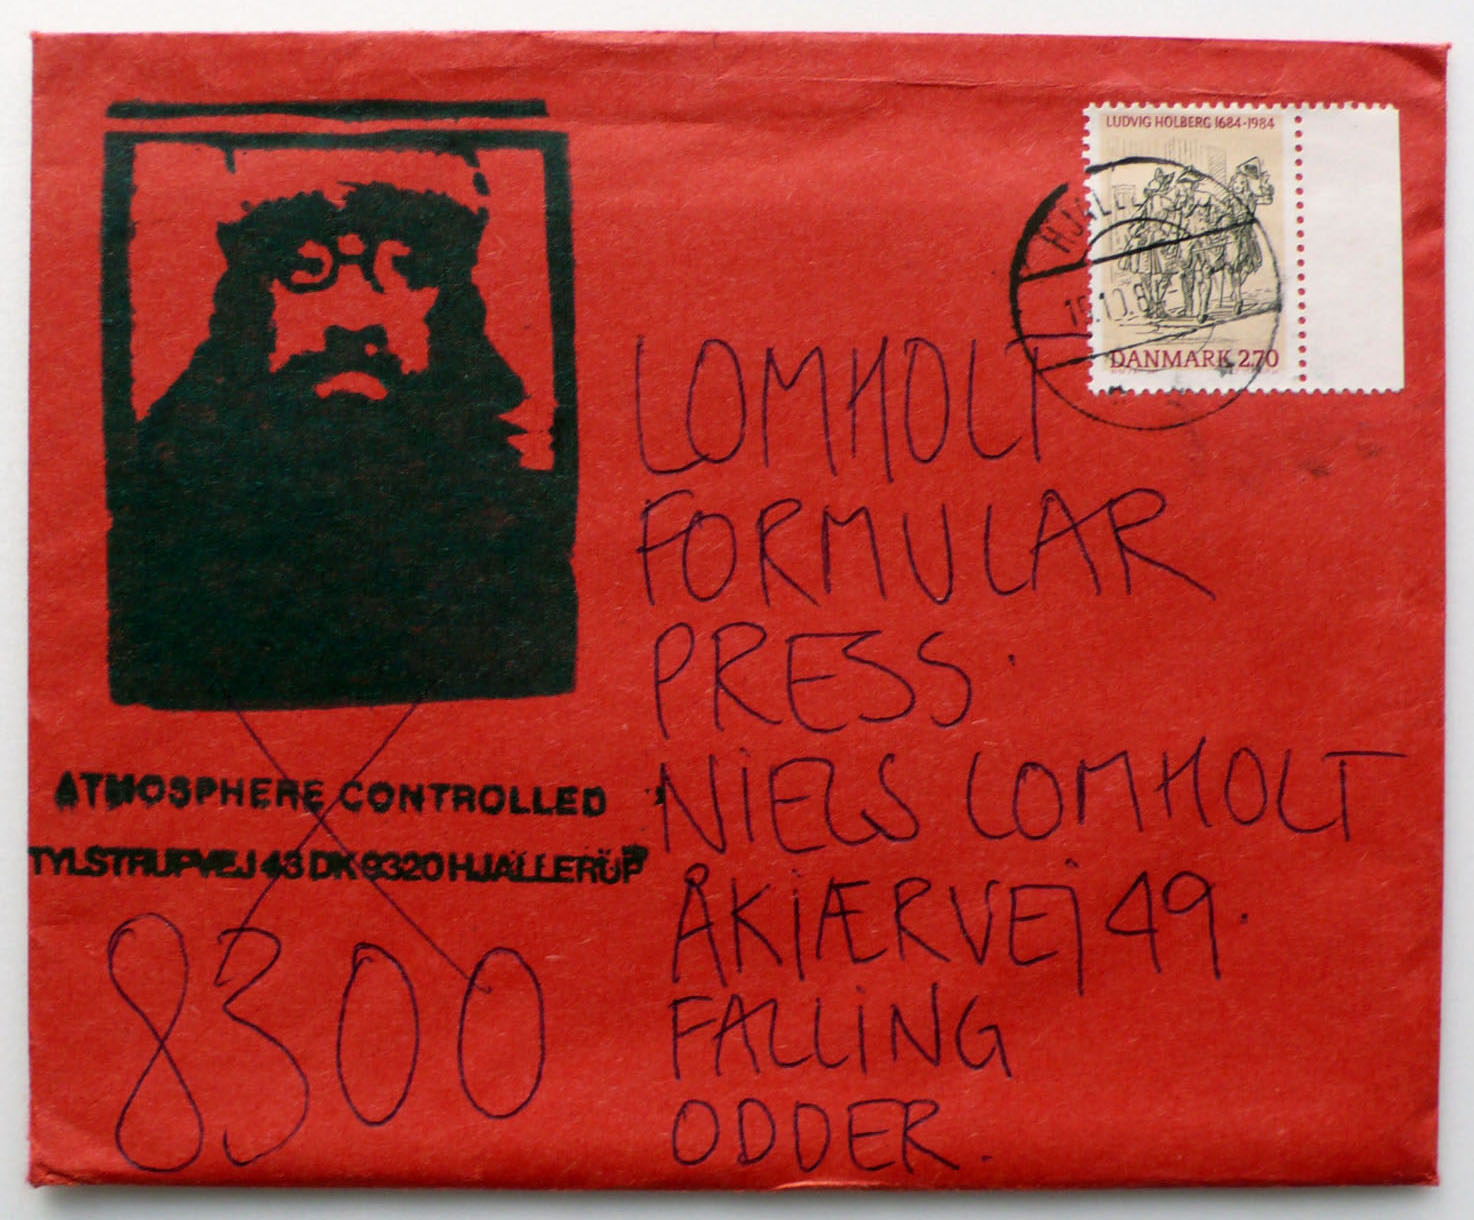 LUDVIG HOLBERG 1684-1984
DANMARK 2.70
HJALLE
LOMHOLT
FORMULAR
PRESS.
NIELS LOMHOLT
ÅKIÆRVEJ 49.
FALLING
ODDER.
ATMOSPHERE CONTROLLED
TYLSTRUPVEJ 43 DK 9320 HJALLERUP
8300